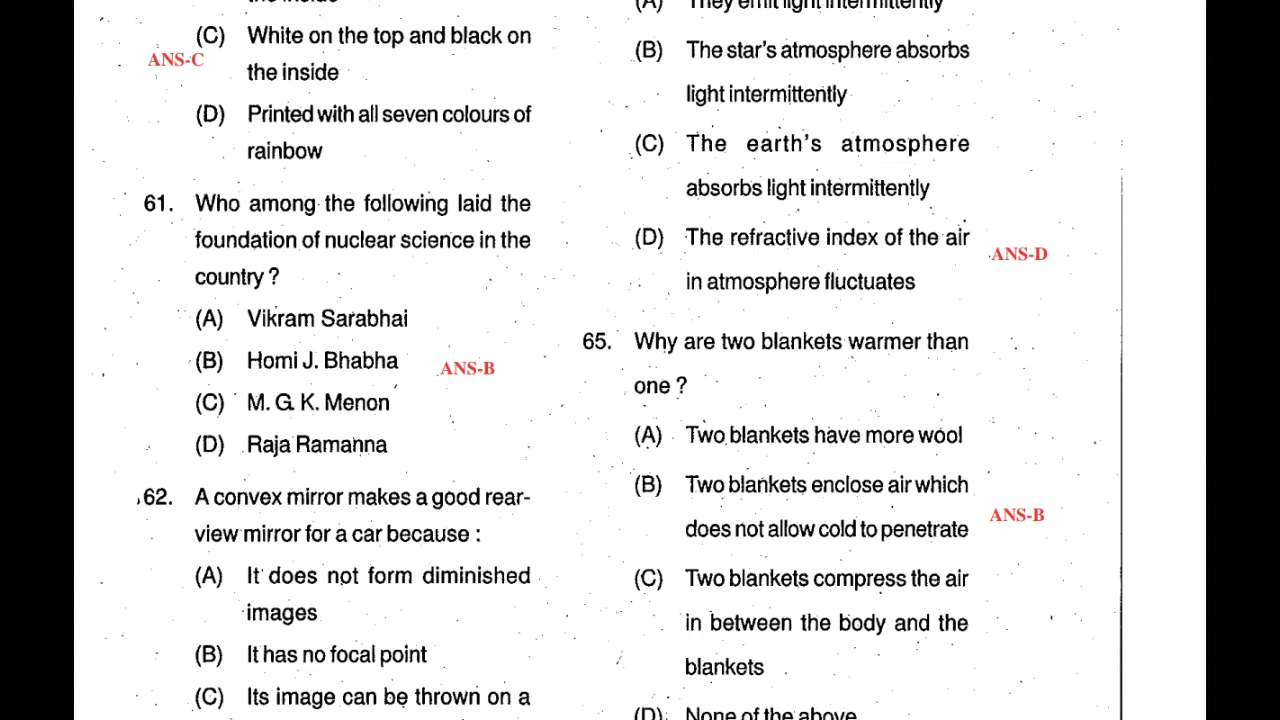 the inside
(C) White on the top and black on
ANS-C
the inside
(D) Printed with all seven colours of
rainbow
61. Who among the following laid the
foundation of nuclear science in the
country ?
(A) Vikram Sarabhai
(B) Homi J. Bhabha
ANS-B
(C) M. G. K. Menon
(D) Raja Ramanna
62. A convex mirror makes a good rear-
view mirror for a car because :
(A) It does not form diminished
images
(B) It has no focal point
(C) Its image can be thrown on a
(A) They emit light intermittently
(B) The star's atmosphere absorbs
light intermittently
(C) The earth's atmosphere
absorbs light intermittently
(D) The refractive index of the air
ANS-D
in atmosphere fluctuates
65. Why are two blankets warmer than
one ?
(A) Two blankets have more wool
(B) Two blankets enclose air which
ANS-B
does not allow cold to penetrate
(C) Two blankets compress the air
in between the body and the
blankets
(D) None of the above